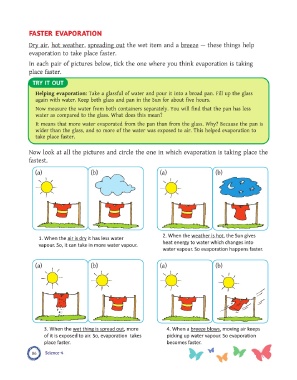 FASTER EVAPORATION
Dry air, hot weather, spreading out the wet item and a breeze — these things help
evaporation to take place faster.
In each pair of pictures below, tick the one where you think evaporation is taking
place faster.
TRY IT OUT
Helping evaporation: Take a glassful of water and pour it into a broad pan. Fill up the glass
again with water. Keep both glass and pan in the Sun for about five hours.
Now measure the water from both containers separately. You will find that the pan has less
water as compared to the glass. What does this mean?
It means that more water evaporated from the pan than from the glass. Why? Because the pan is
wider than the glass, and so more of the water was exposed to air. This helped evaporation to
take place faster.
Now look at all the pictures and circle the one in which evaporation is taking place the
fastest.
(a) (b) (a) (b)
1. When the air is dry it has less water
vapour. So, it can take in more water vapour.
2. When the weather is hot, the Sun gives
heat energy to water which changes into
water vapour. So evaporation happens faster.
(a) (b) (a) (b)
3. When the wet thing is spread out, more
of it is exposed to air. So, evaporation takes
place faster.
4. When a breeze blows, moving air keeps
picking up water vapour. So evaporation
becomes faster.
86 Science-4